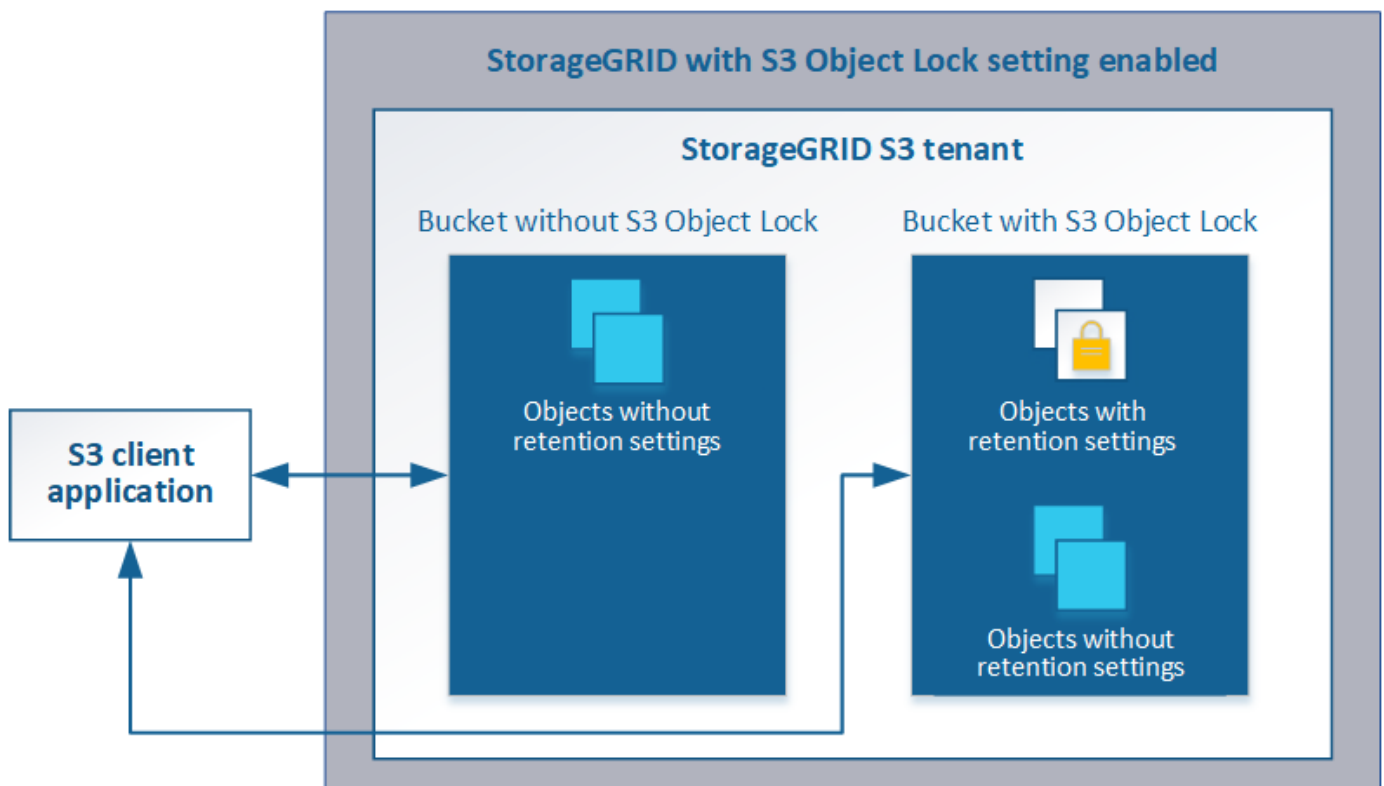 StorageGRID with S3 Object Lock setting enabled
StorageGRID S3 tenant
Bucket without S3 Object Lock
Bucket with S3 Object Lock
Objects without
retention settings
Objects with
retention settings
S3 client
application
Objects without
retention settings